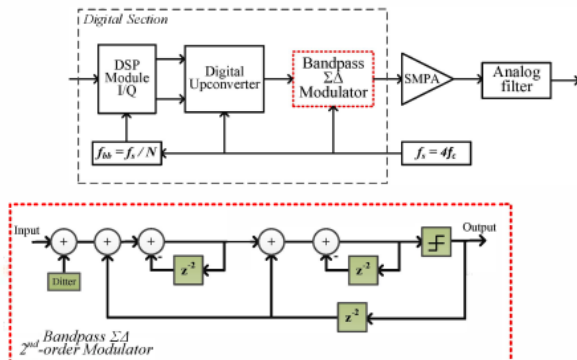 Digital Section
DSP
Module
I/Q
Digital
Upconverter
Bandpass
ΣΔ
Modulator
SMPA
Analog
filter
f_bb = f_s / N
f_s = 4f_c
Input
+
+
+
-
+
+
-
Output
Ditter
z⁻²
z⁻²
z⁻²
Bandpass ΣΔ
2ⁿᵈ-order Modulator